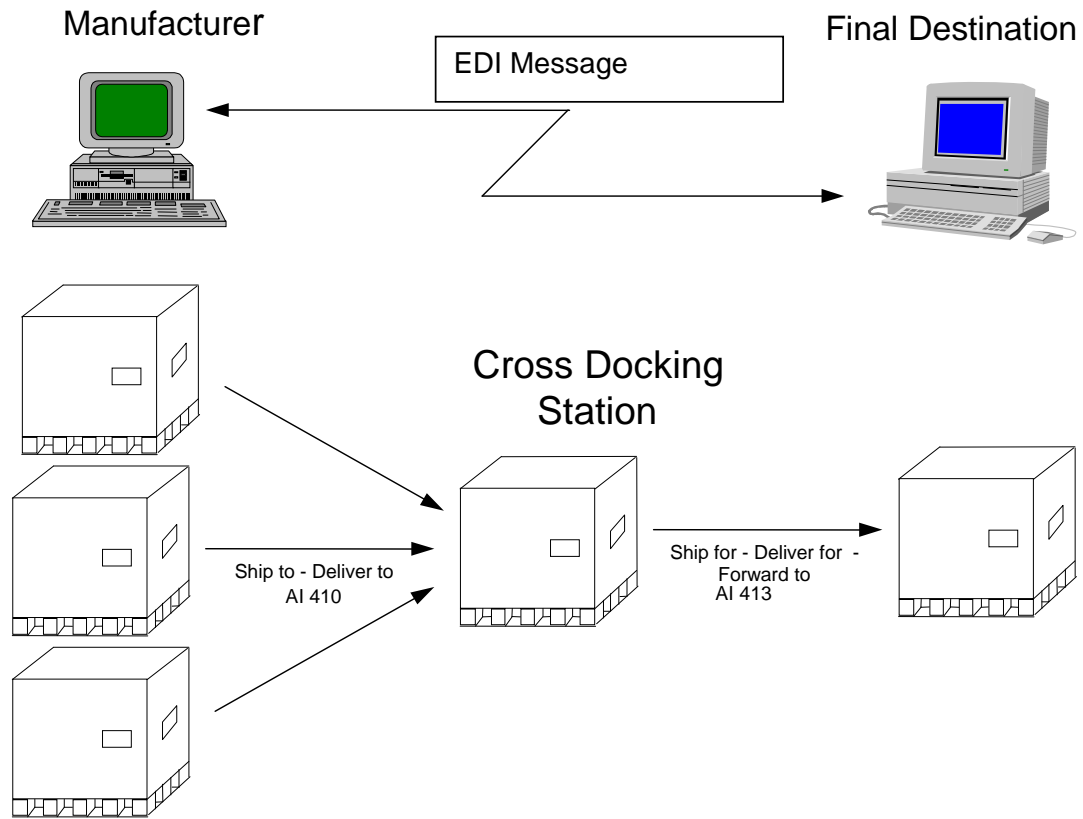 Manufacturer
Final Destination
EDI Message
Cross Docking
Station
Ship to - Deliver to
AI 410
Ship for - Deliver for -
Forward to
AI 413